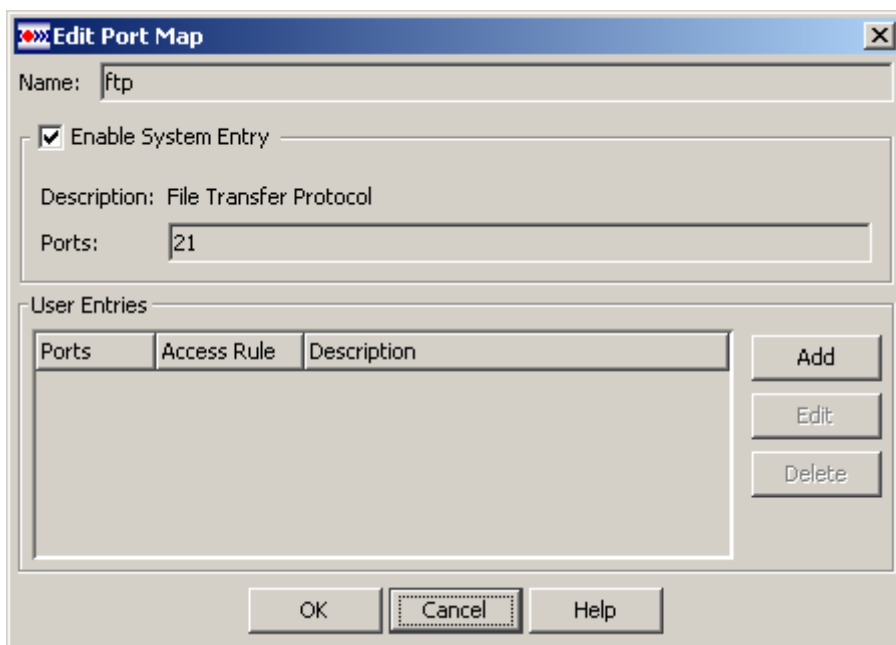 Edit Port Map
Name: ftp
Enable System Entry
Description: File Transfer Protocol
Ports: 21
User Entries
Ports Access Rule Description
Add
Edit
Delete
OK Cancel Help